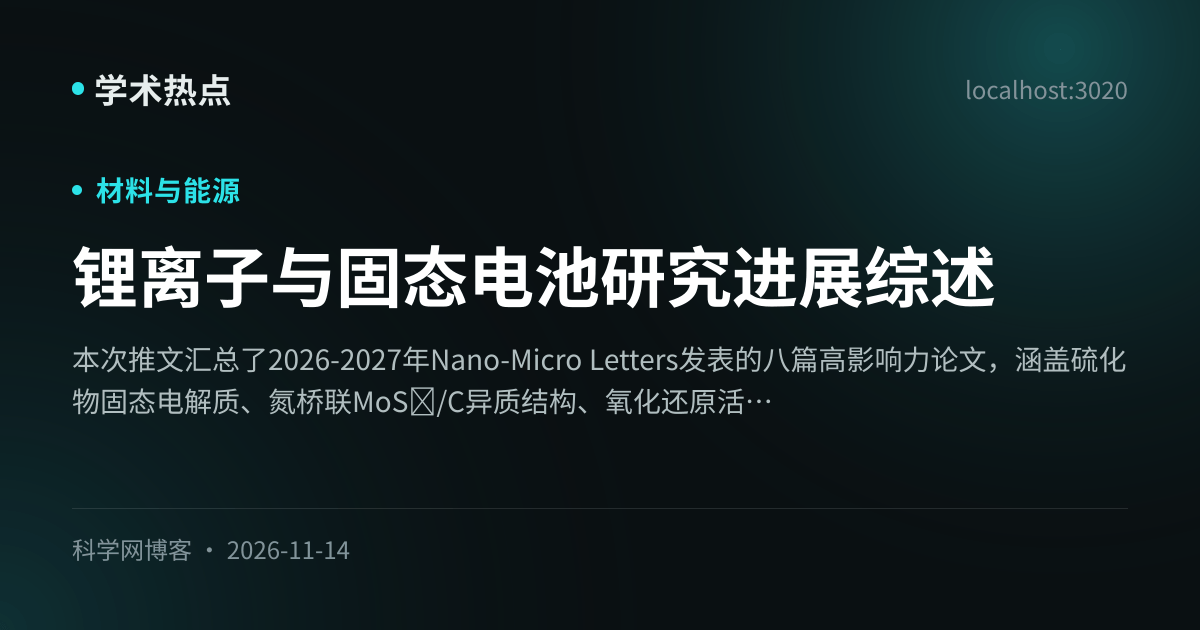 学术热点
localhost:3020
材料与能源
锂离子与固态电池研究进展综述
本次推文汇总了2026-2027年Nano-Micro Letters发表的八篇高影响力论文，涵盖硫化
物固态电解质、氮桥联MoS/C异质结构、氧化还原活…
科学网博客 · 2026-11-14